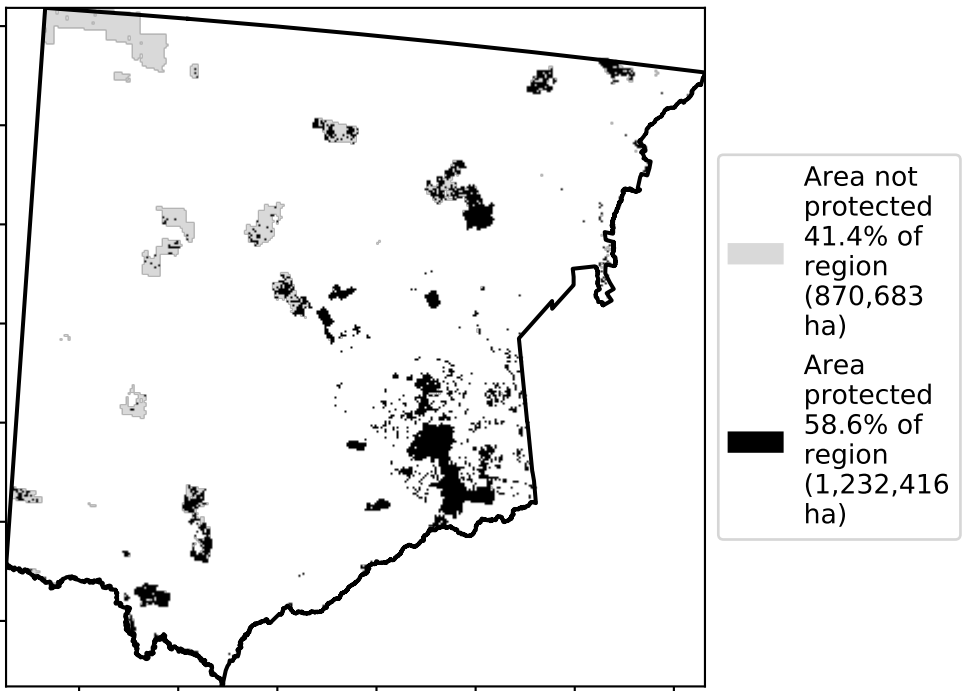 Area not
protected
41.4% of
region
(870,683
ha)
Area
protected
58.6% of
region
(1,232,416
ha)